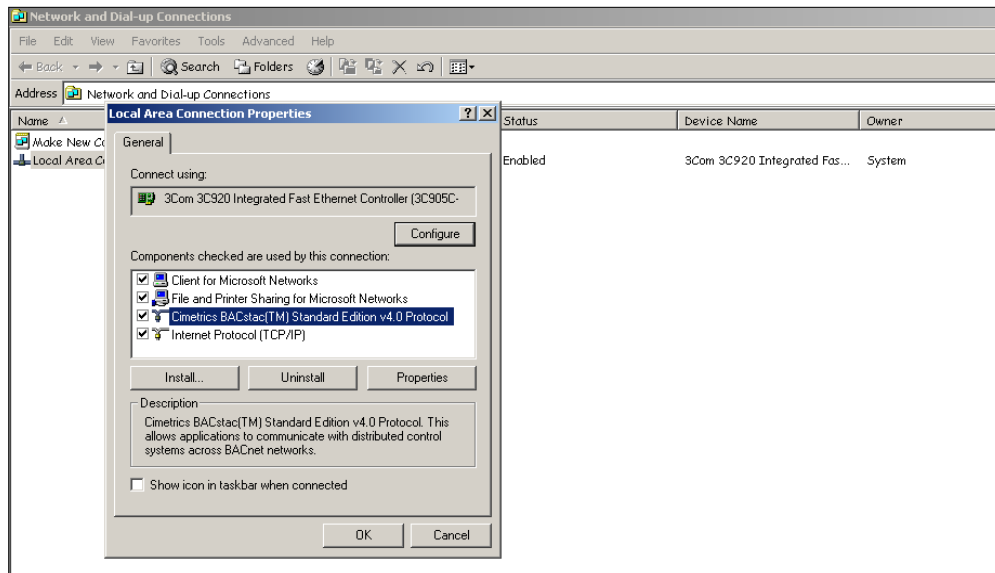 Network and Dial-up Connections
File Edit View Favorites Tools Advanced Help
Back Search Folders
Address Network and Dial-up Connections
Name Status Device Name Owner
Make New Co
Local Area Co Enabled 3Com 3C920 Integrated Fas... System
Local Area Connection Properties
General
Connect using:
3Com 3C920 Integrated Fast Ethernet Controller (3C905C-
Configure
Components checked are used by this connection:
Client for Microsoft Networks
File and Printer Sharing for Microsoft Networks
Cimetrics BACstac(TM) Standard Edition v4.0 Protocol
Internet Protocol (TCP/IP)
Install... Uninstall Properties
Description
Cimetrics BACstac(TM) Standard Edition v4.0 Protocol. This
allows applications to communicate with distributed control
systems across BACnet networks.
Show icon in taskbar when connected
OK Cancel